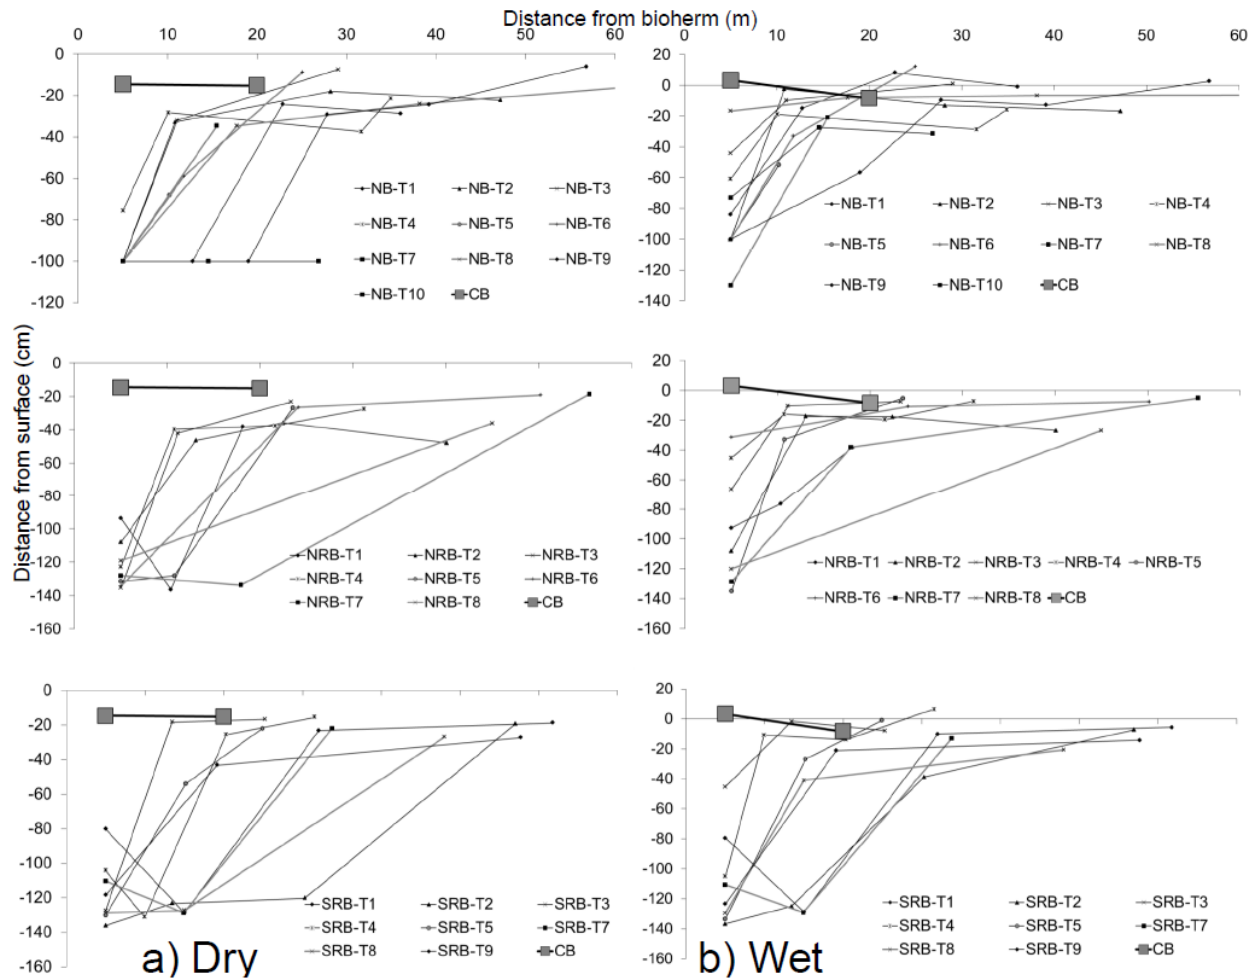 Distance from bioherm (m)
0 10 20 30 40 50 60
0 10 20 30 40 50 60
Distance from surface (cm)
0
-20
-40
-60
-80
-100
-120
NB-T1 NB-T2 NB-T3
NB-T4 NB-T5 NB-T6
NB-T7 NB-T8 NB-T9
NB-T10 CB
20
0
-20
-40
-60
-80
-100
-120
-140
NB-T1 NB-T2 NB-T3 NB-T4
NB-T5 NB-T6 NB-T7 NB-T8
NB-T9 NB-T10 CB
0
-20
-40
-60
-80
-100
-120
-140
-160
NRB-T1 NRB-T2 NRB-T3
NRB-T4 NRB-T5 NRB-T6
NRB-T7 NRB-T8 CB
20
0
-20
-40
-60
-80
-100
-120
-140
-160
NRB-T1 NRB-T2 NRB-T3 NRB-T4 NRB-T5
NRB-T6 NRB-T7 NRB-T8 CB
0
-20
-40
-60
-80
-100
-120
-140
-160
SRB-T1 SRB-T2 SRB-T3
SRB-T4 SRB-T5 SRB-T7
SRB-T8 SRB-T9 CB
a) Dry
20
0
-20
-40
-60
-80
-100
-120
-140
-160
SRB-T1 SRB-T2 SRB-T3
SRB-T4 SRB-T5 SRB-T7
SRB-T8 SRB-T9 CB
b) Wet